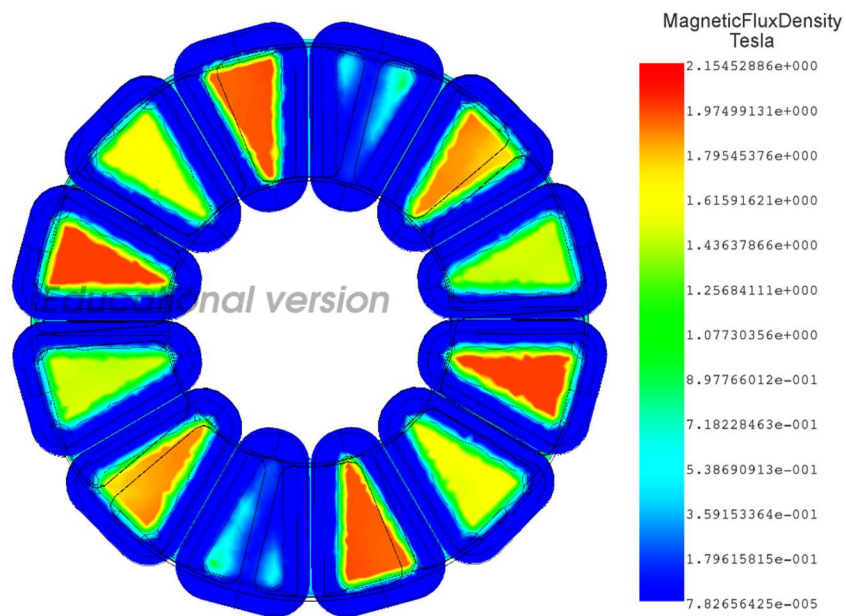 MagneticFluxDensity
Tesla
2.15452886e+000
1.97499131e+000
1.79545376e+000
1.61591621e+000
1.43637866e+000
1.25684111e+000
1.07730356e+000
8.97766012e-001
7.18228463e-001
5.38690913e-001
3.59153364e-001
1.79615815e-001
7.82656425e-005
Educational version